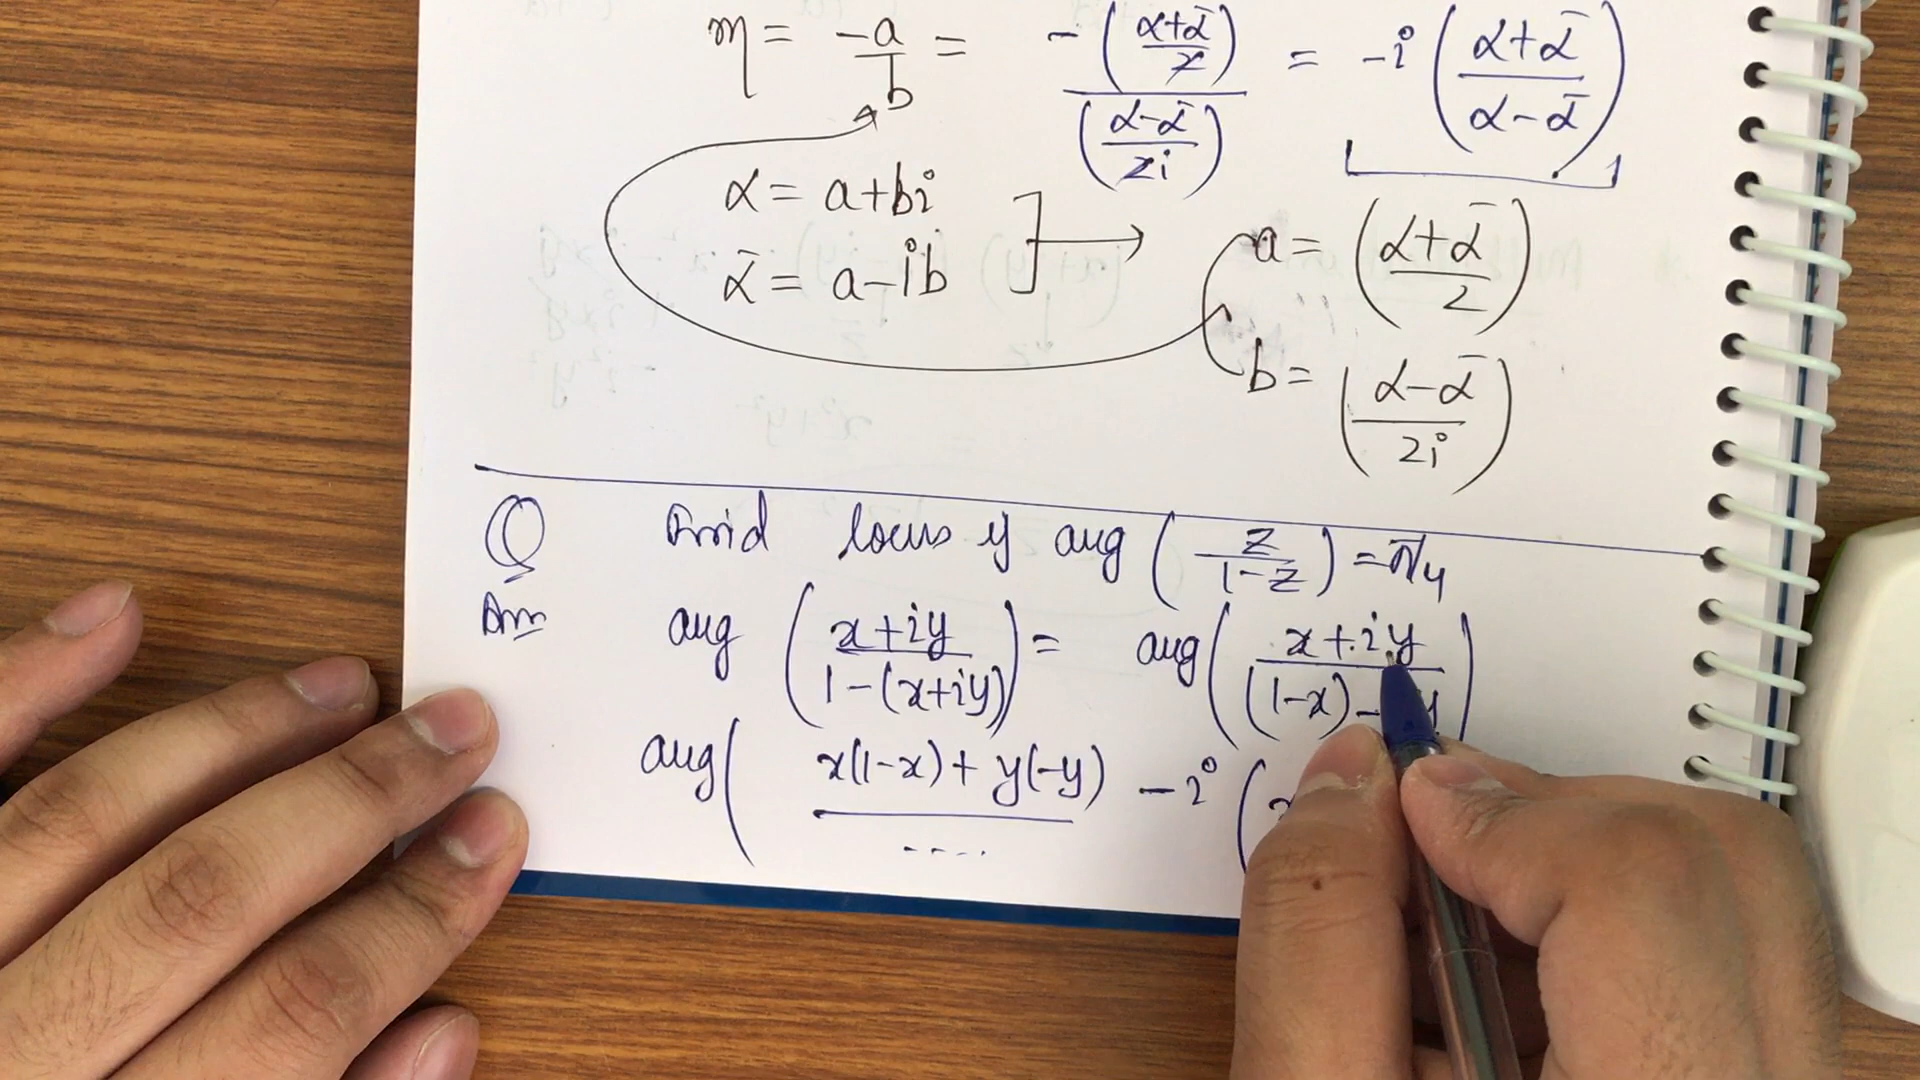 m = -a/b = -((α+ᾱ)/2)/((α-ᾱ)/2i) = -i((α+ᾱ)/(α-ᾱ))
α = a+bi
ᾱ = a-ib
a = ((α+ᾱ)/2)
b = ((α-ᾱ)/2i)
Q Find locus of arg (z/(1-z)) = π/4
Ans arg ((x+iy)/(1-(x+iy))) = arg ((x+iy)/((1-x)-iy))
arg( (x(1-x) + y(-y))/.... - i (